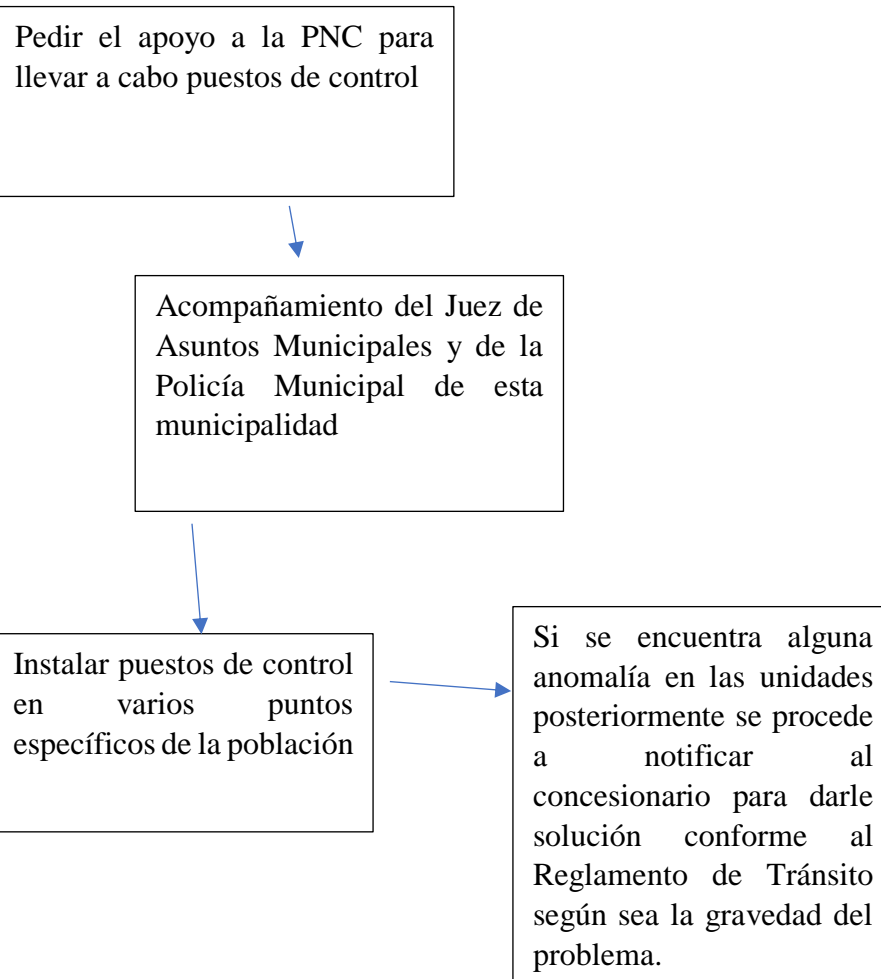 Pedir el apoyo a la PNC para
llevar a cabo puestos de control
Acompañamiento del Juez de
Asuntos Municipales y de la
Policía Municipal de esta
municipalidad
Instalar puestos de control
en varios puntos
específicos de la población
Si se encuentra alguna
anomalía en las unidades
posteriormente se procede
a notificar al
concesionario para darle
solución conforme al
Reglamento de Tránsito
según sea la gravedad del
problema.